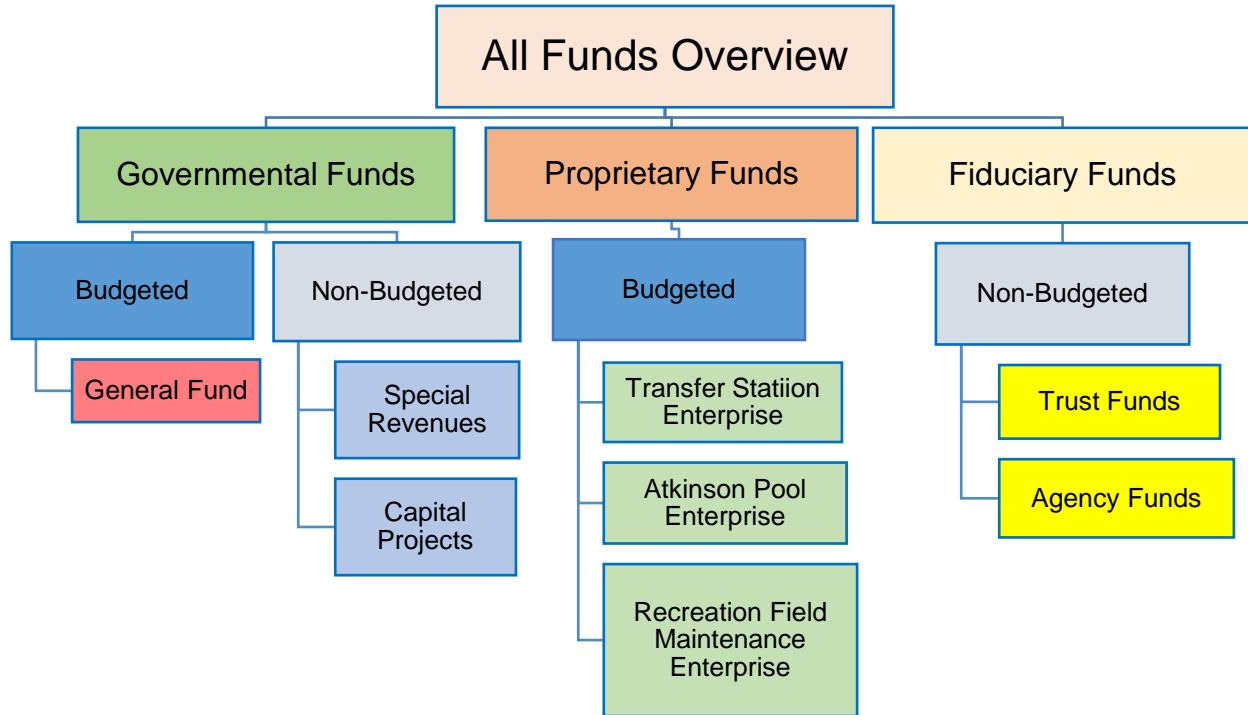 All Funds Overview
Governmental Funds
Proprietary Funds
Fiduciary Funds
Budgeted
Non-Budgeted
Budgeted
Non-Budgeted
General Fund
Special
Revenues
Capital
Projects
Transfer Statiion
Enterprise
Atkinson Pool
Enterprise
Recreation Field
Maintenance
Enterprise
Trust Funds
Agency Funds